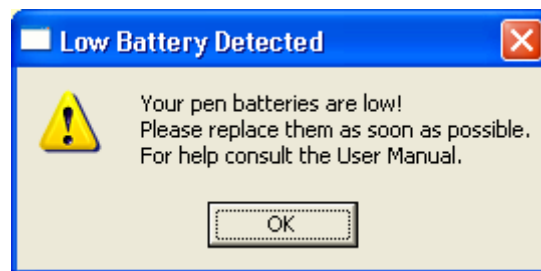 Low Battery Detected
Your pen batteries are low!
Please replace them as soon as possible.
For help consult the User Manual.
OK